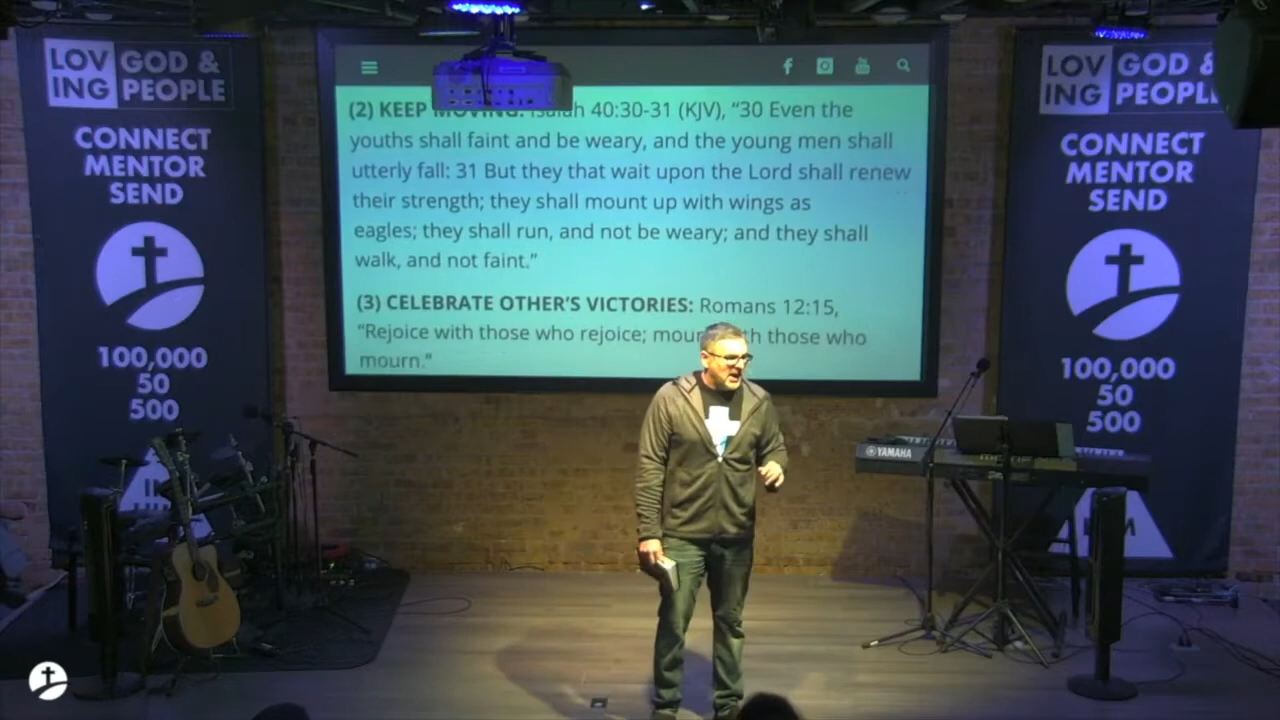 LOV
ING
GOD &
PEOPLE
CONNECT
MENTOR
SEND
100,000
50
500
(2) KEEP MOVING: Isaiah 40:30-31 (KJV), “30 Even the
youths shall faint and be weary, and the young men shall
utterly fall: 31 But they that wait upon the Lord shall renew
their strength; they shall mount up with wings as
eagles; they shall run, and not be weary; and they shall
walk, and not faint.”
(3) CELEBRATE OTHER’S VICTORIES: Romans 12:15,
“Rejoice with those who rejoice; mourn with those who
mourn.”
LOV
ING
GOD &
PEOPLE
CONNECT
MENTOR
SEND
100,000
50
500
YAMAHA